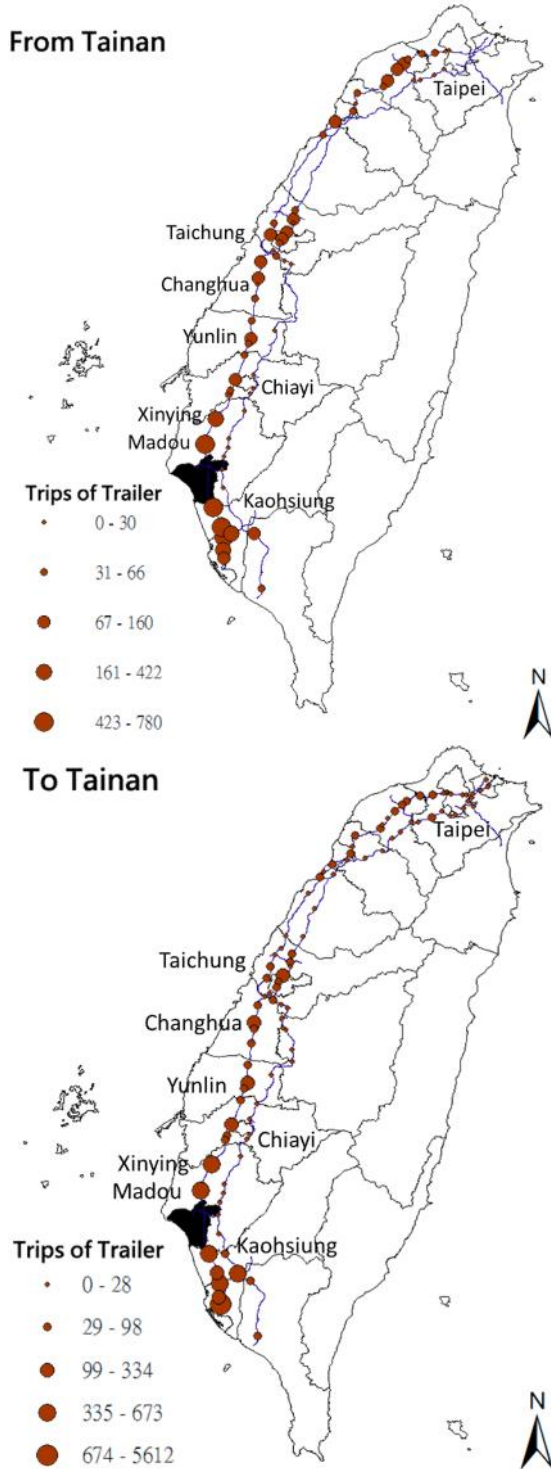 From Tainan
Taipei
Taichung
Changhua
Yunlin
Chiayi
Xinying
Madou
Kaohsiung
Trips of Trailer
0 - 30
31 - 66
67 - 160
161 - 422
423 - 780
N
To Tainan
Taipei
Taichung
Changhua
Yunlin
Chiayi
Xinying
Madou
Kaohsiung
Trips of Trailer
0 - 28
29 - 98
99 - 334
335 - 673
674 - 5612
N